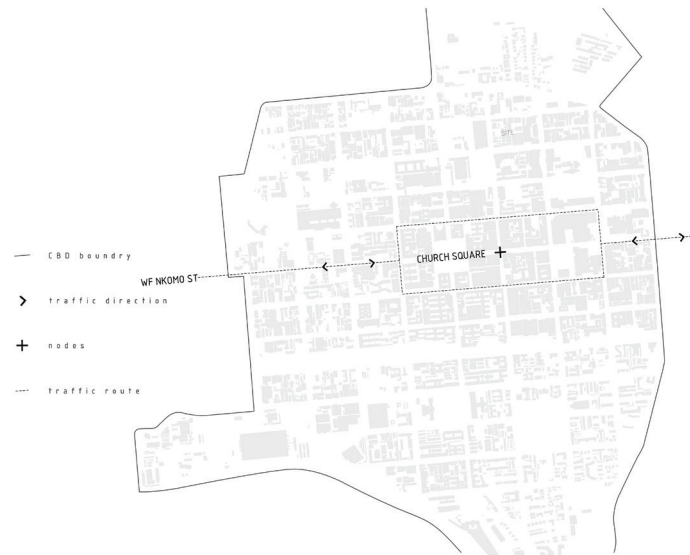 CHURCH SQUARE
WF NKOMO ST
CBD boundry
traffic direction
nodes
traffic route